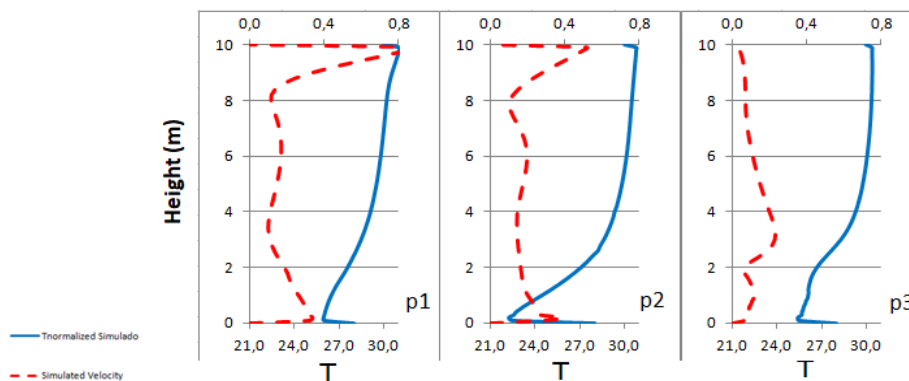 0,0 0,4 0,8 0,0 0,4 0,8 0,0 0,4 0,8
10 10 10
8 8 8
6 6 6
Height (m)
4 4 4
2 2 2
p1 p2 p3
0 0 0
21,0 24,0 27,0 30,0 21,0 24,0 27,0 30,0 21,0 24,0 27,0 30,0
T T T
Tnormalized Simulado
Simulated Velocity